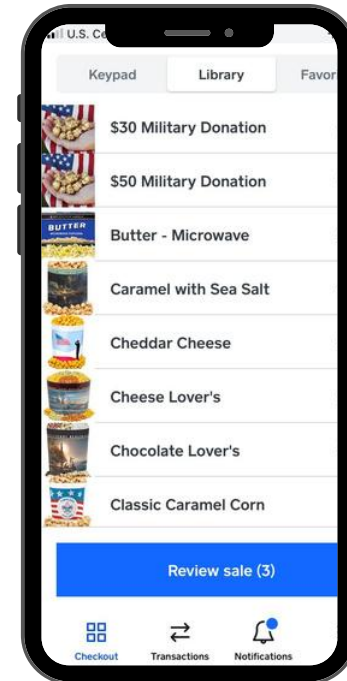 U.S. Ce
Keypad Library Favori
$30 Military Donation
$50 Military Donation
BUTTER
Butter - Microwave
Caramel with Sea Salt
Cheddar Cheese
Cheese Lover's
Chocolate Lover's
Classic Caramel Corn
Review sale (3)
Checkout Transactions Notifications